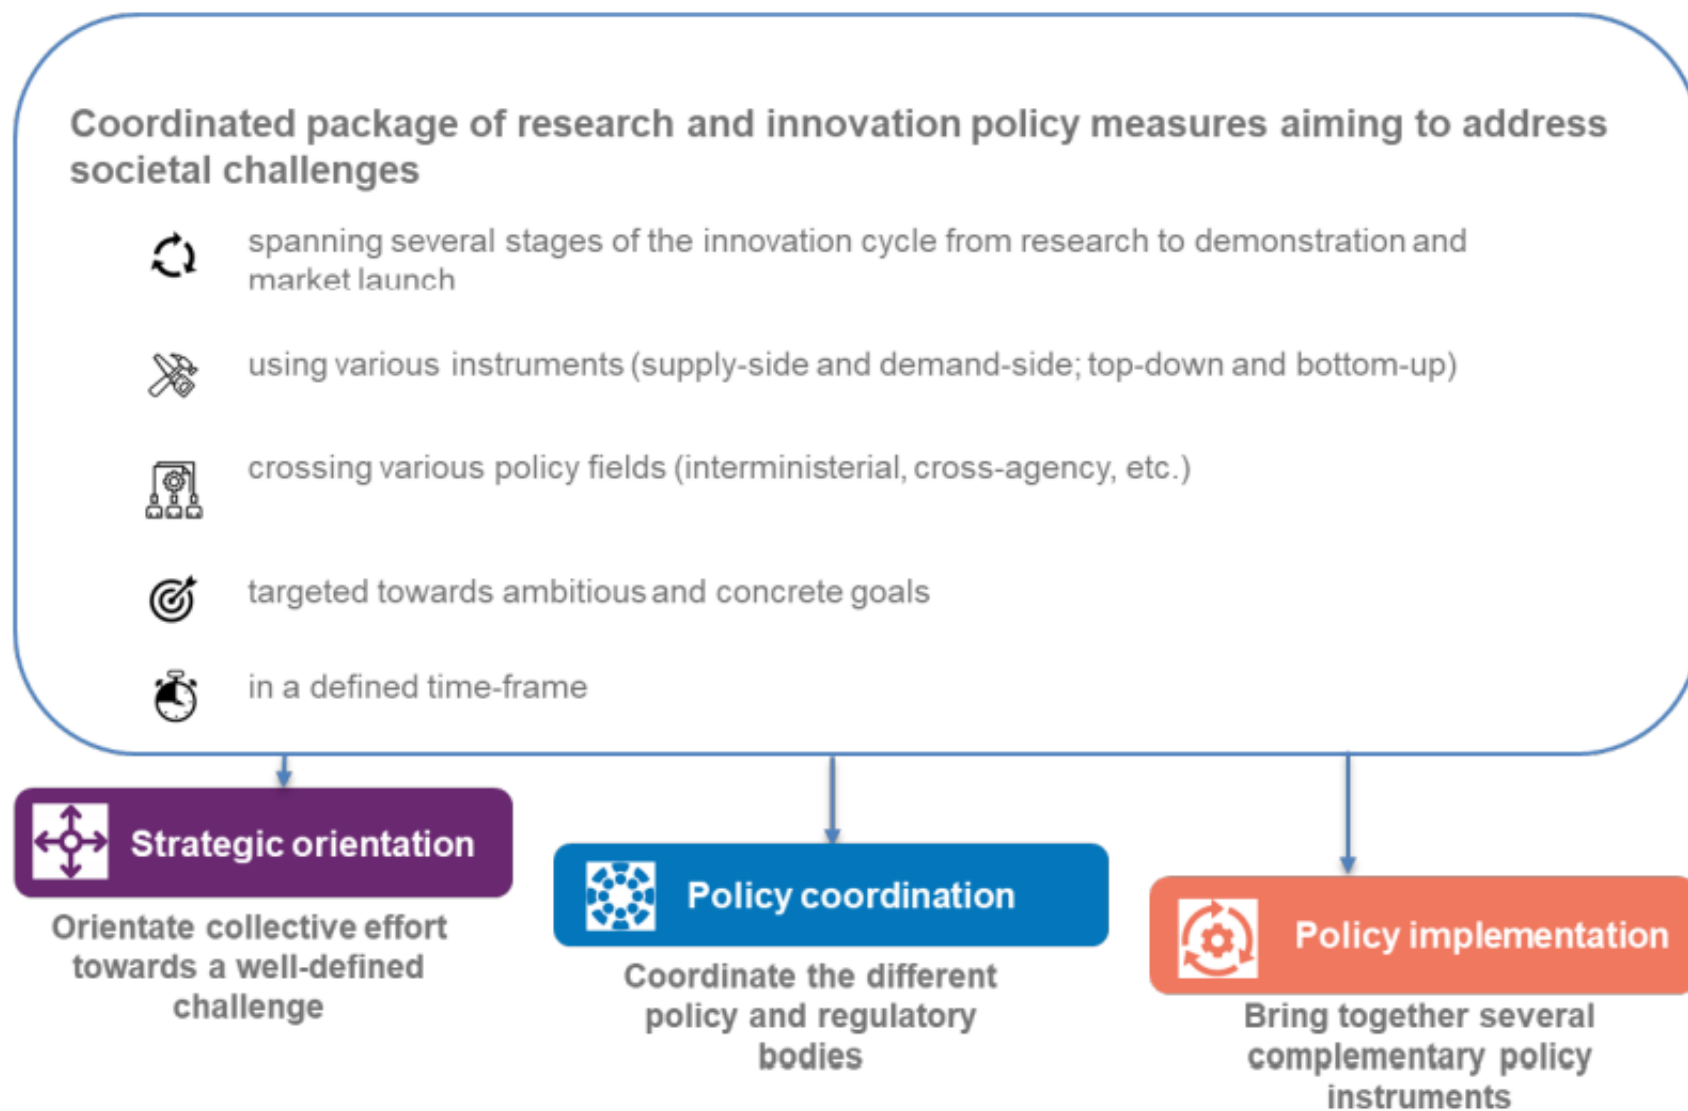 Coordinated package of research and innovation policy measures aiming to address
societal challenges
spanning several stages of the innovation cycle from research to demonstration and
market launch
using various instruments (supply-side and demand-side; top-down and bottom-up)
crossing various policy fields (interministerial, cross-agency, etc.)
targeted towards ambitious and concrete goals
in a defined time-frame
Strategic orientation
Orientate collective effort
towards a well-defined
challenge
Policy coordination
Coordinate the different
policy and regulatory
bodies
Policy implementation
Bring together several
complementary policy
instruments